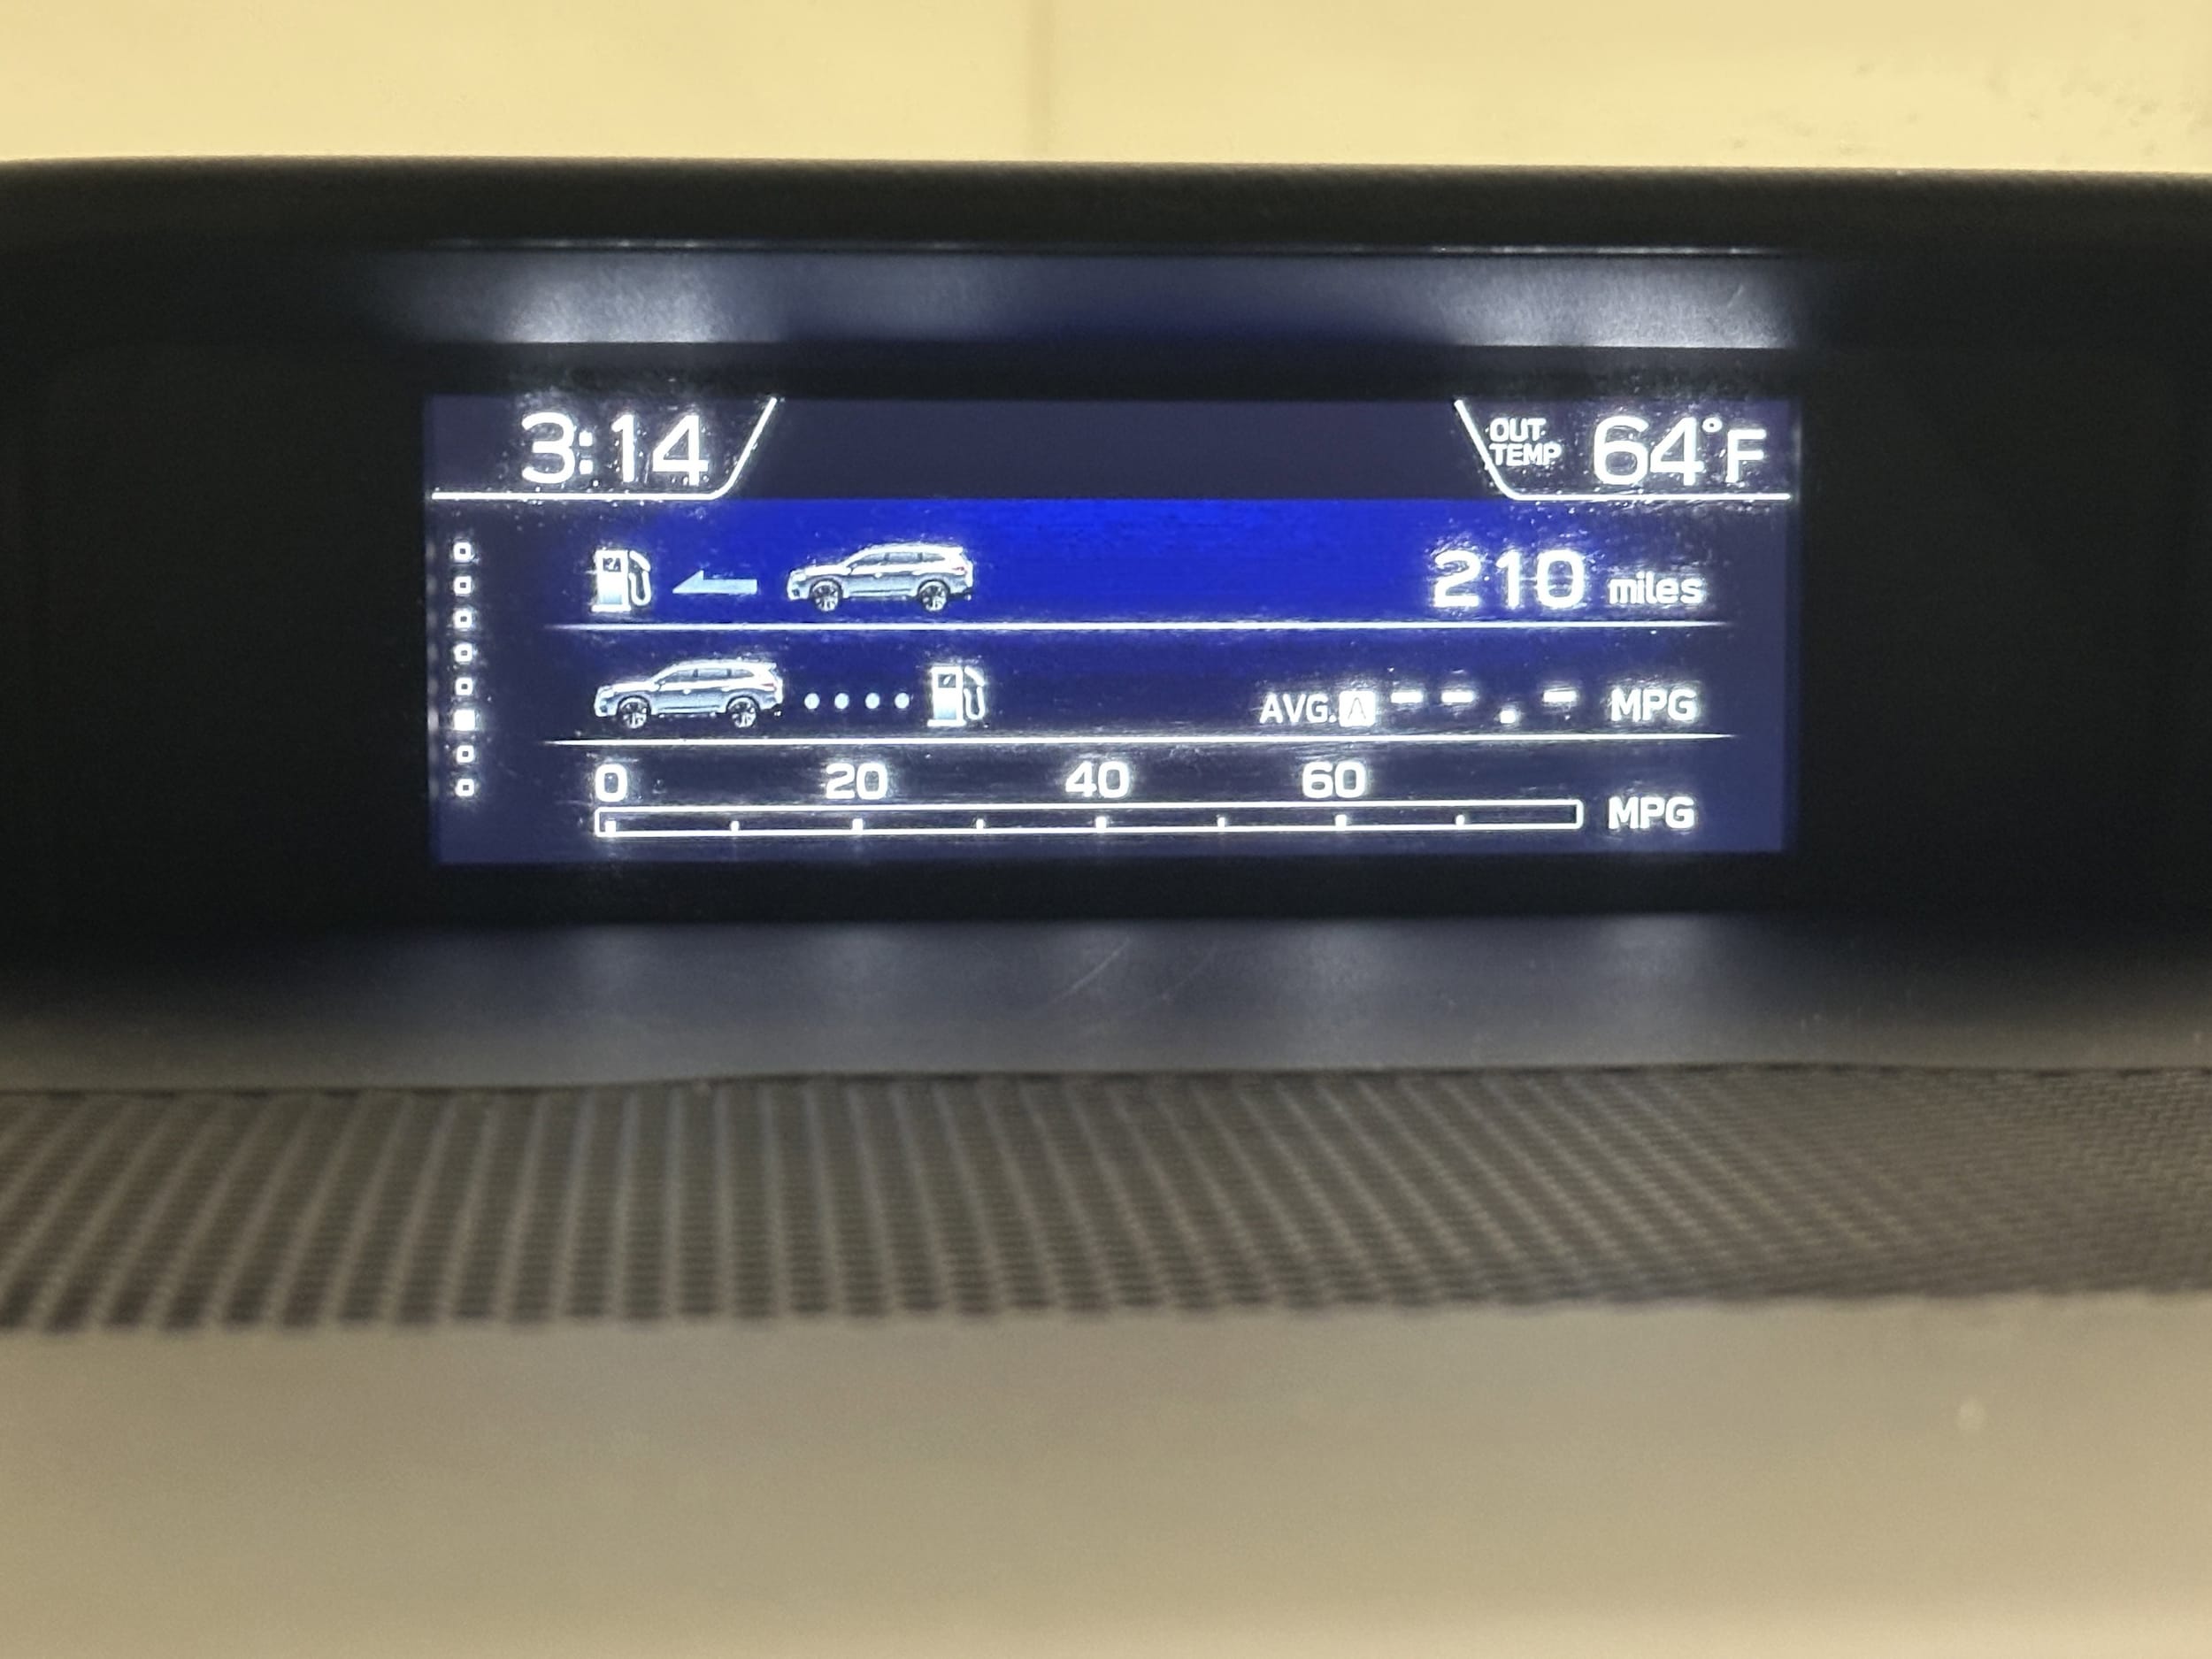 3:14
OUT TEMP 64°F
210 miles
AVG. A --.- MPG
0 20 40 60
MPG